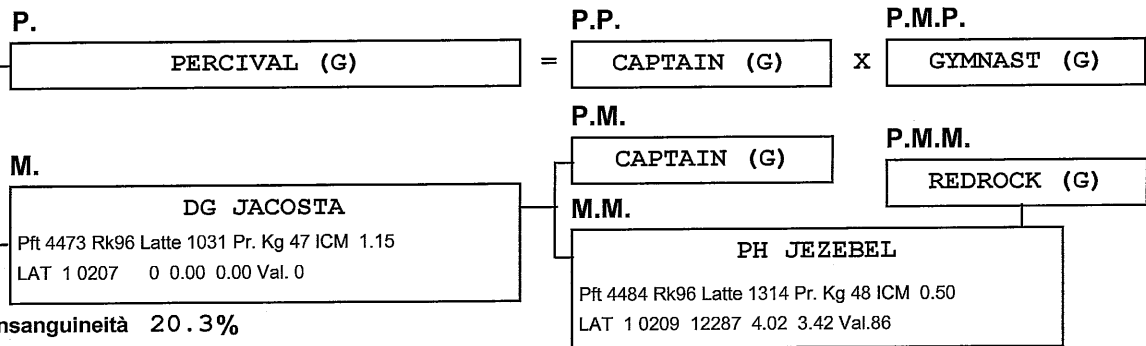 P.
PERCIVAL (G)
=
P.P.
CAPTAIN (G)
X
P.M.P.
GYMNAST (G)
M.
DG JACOSTA
Pft 4473 Rk96 Latte 1031 Pr. Kg 47 ICM 1.15
LAT 1 0207 0 0.00 0.00 Val. 0
P.M.
CAPTAIN (G)
P.M.M.
REDROCK (G)
M.M.
PH JEZEBEL
Pft 4484 Rk96 Latte 1314 Pr. Kg 48 ICM 0.50
LAT 1 0209 12287 4.02 3.42 Val.86
nsanguineità 20.3%